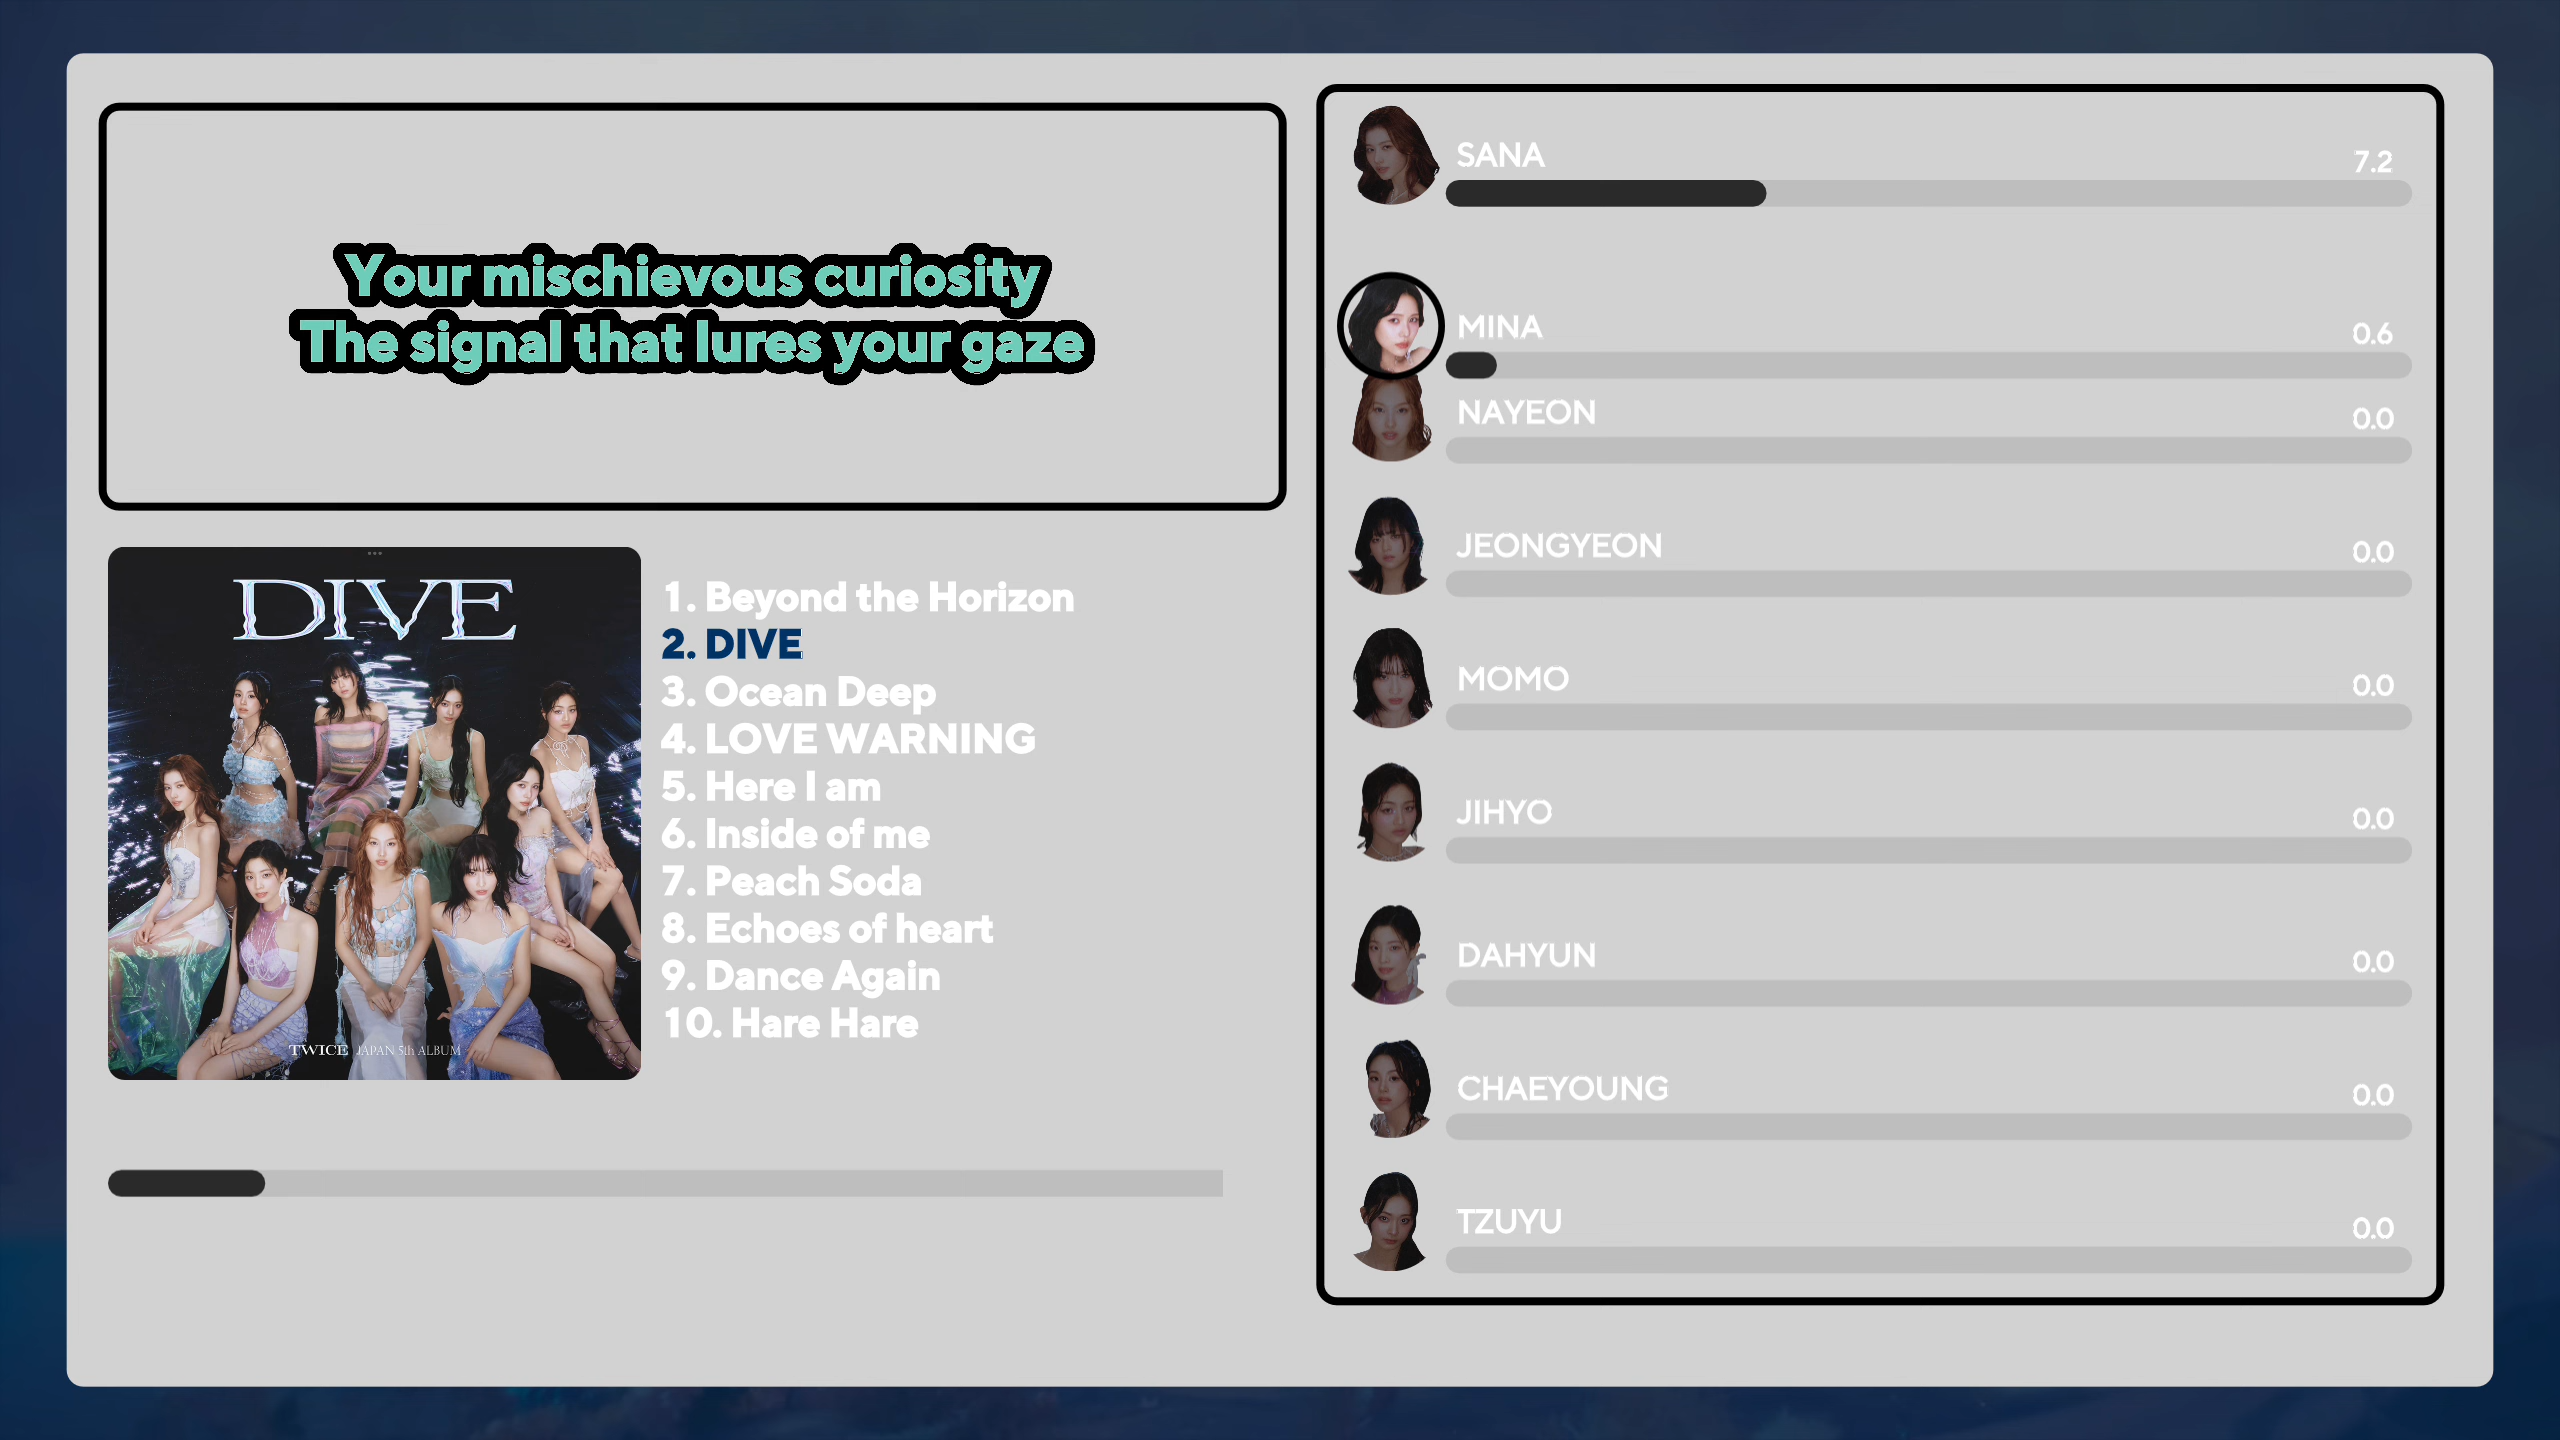 Your mischievous curiosity
The signal that lures your gaze
DIVE
TWICE JAPAN 5th ALBUM
1. Beyond the Horizon
2. DIVE
3. Ocean Deep
4. LOVE WARNING
5. Here I am
6. Inside of me
7. Peach Soda
8. Echoes of heart
9. Dance Again
10. Hare Hare
SANA 7.2
MINA 0.6
NAYEON 0.0
JEONGYEON 0.0
MOMO 0.0
JIHYO 0.0
DAHYUN 0.0
CHAEYOUNG 0.0
TZUYU 0.0